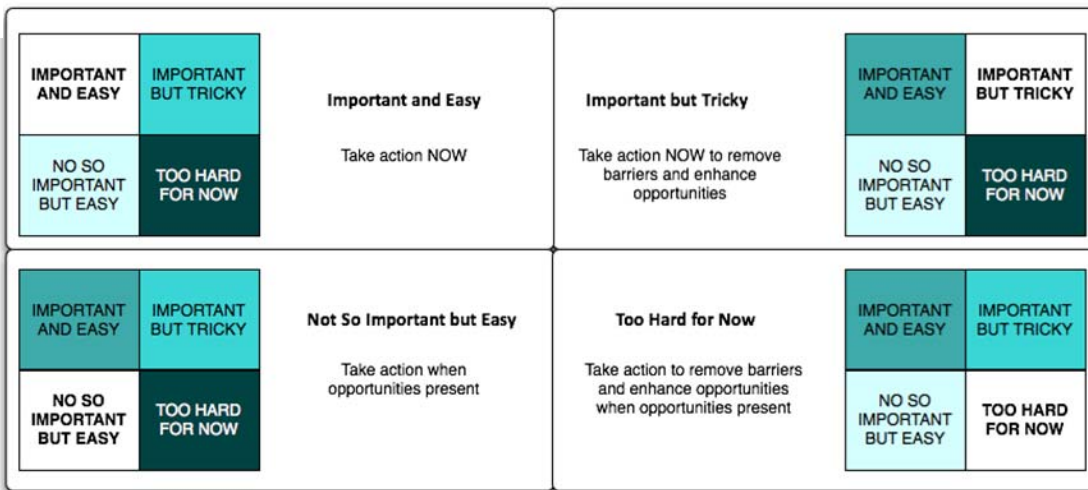 IMPORTANT
AND EASY
IMPORTANT
BUT TRICKY
NO SO
IMPORTANT
BUT EASY
TOO HARD
FOR NOW
Important and Easy
Take action NOW
Important but Tricky
Take action NOW to remove
barriers and enhance
opportunities
IMPORTANT
AND EASY
IMPORTANT
BUT TRICKY
NO SO
IMPORTANT
BUT EASY
TOO HARD
FOR NOW
IMPORTANT
AND EASY
IMPORTANT
BUT TRICKY
NO SO
IMPORTANT
BUT EASY
TOO HARD
FOR NOW
Not So Important but Easy
Take action when
opportunities present
Too Hard for Now
Take action to remove barriers
and enhance opportunities
when opportunities present
IMPORTANT
AND EASY
IMPORTANT
BUT TRICKY
NO SO
IMPORTANT
BUT EASY
TOO HARD
FOR NOW